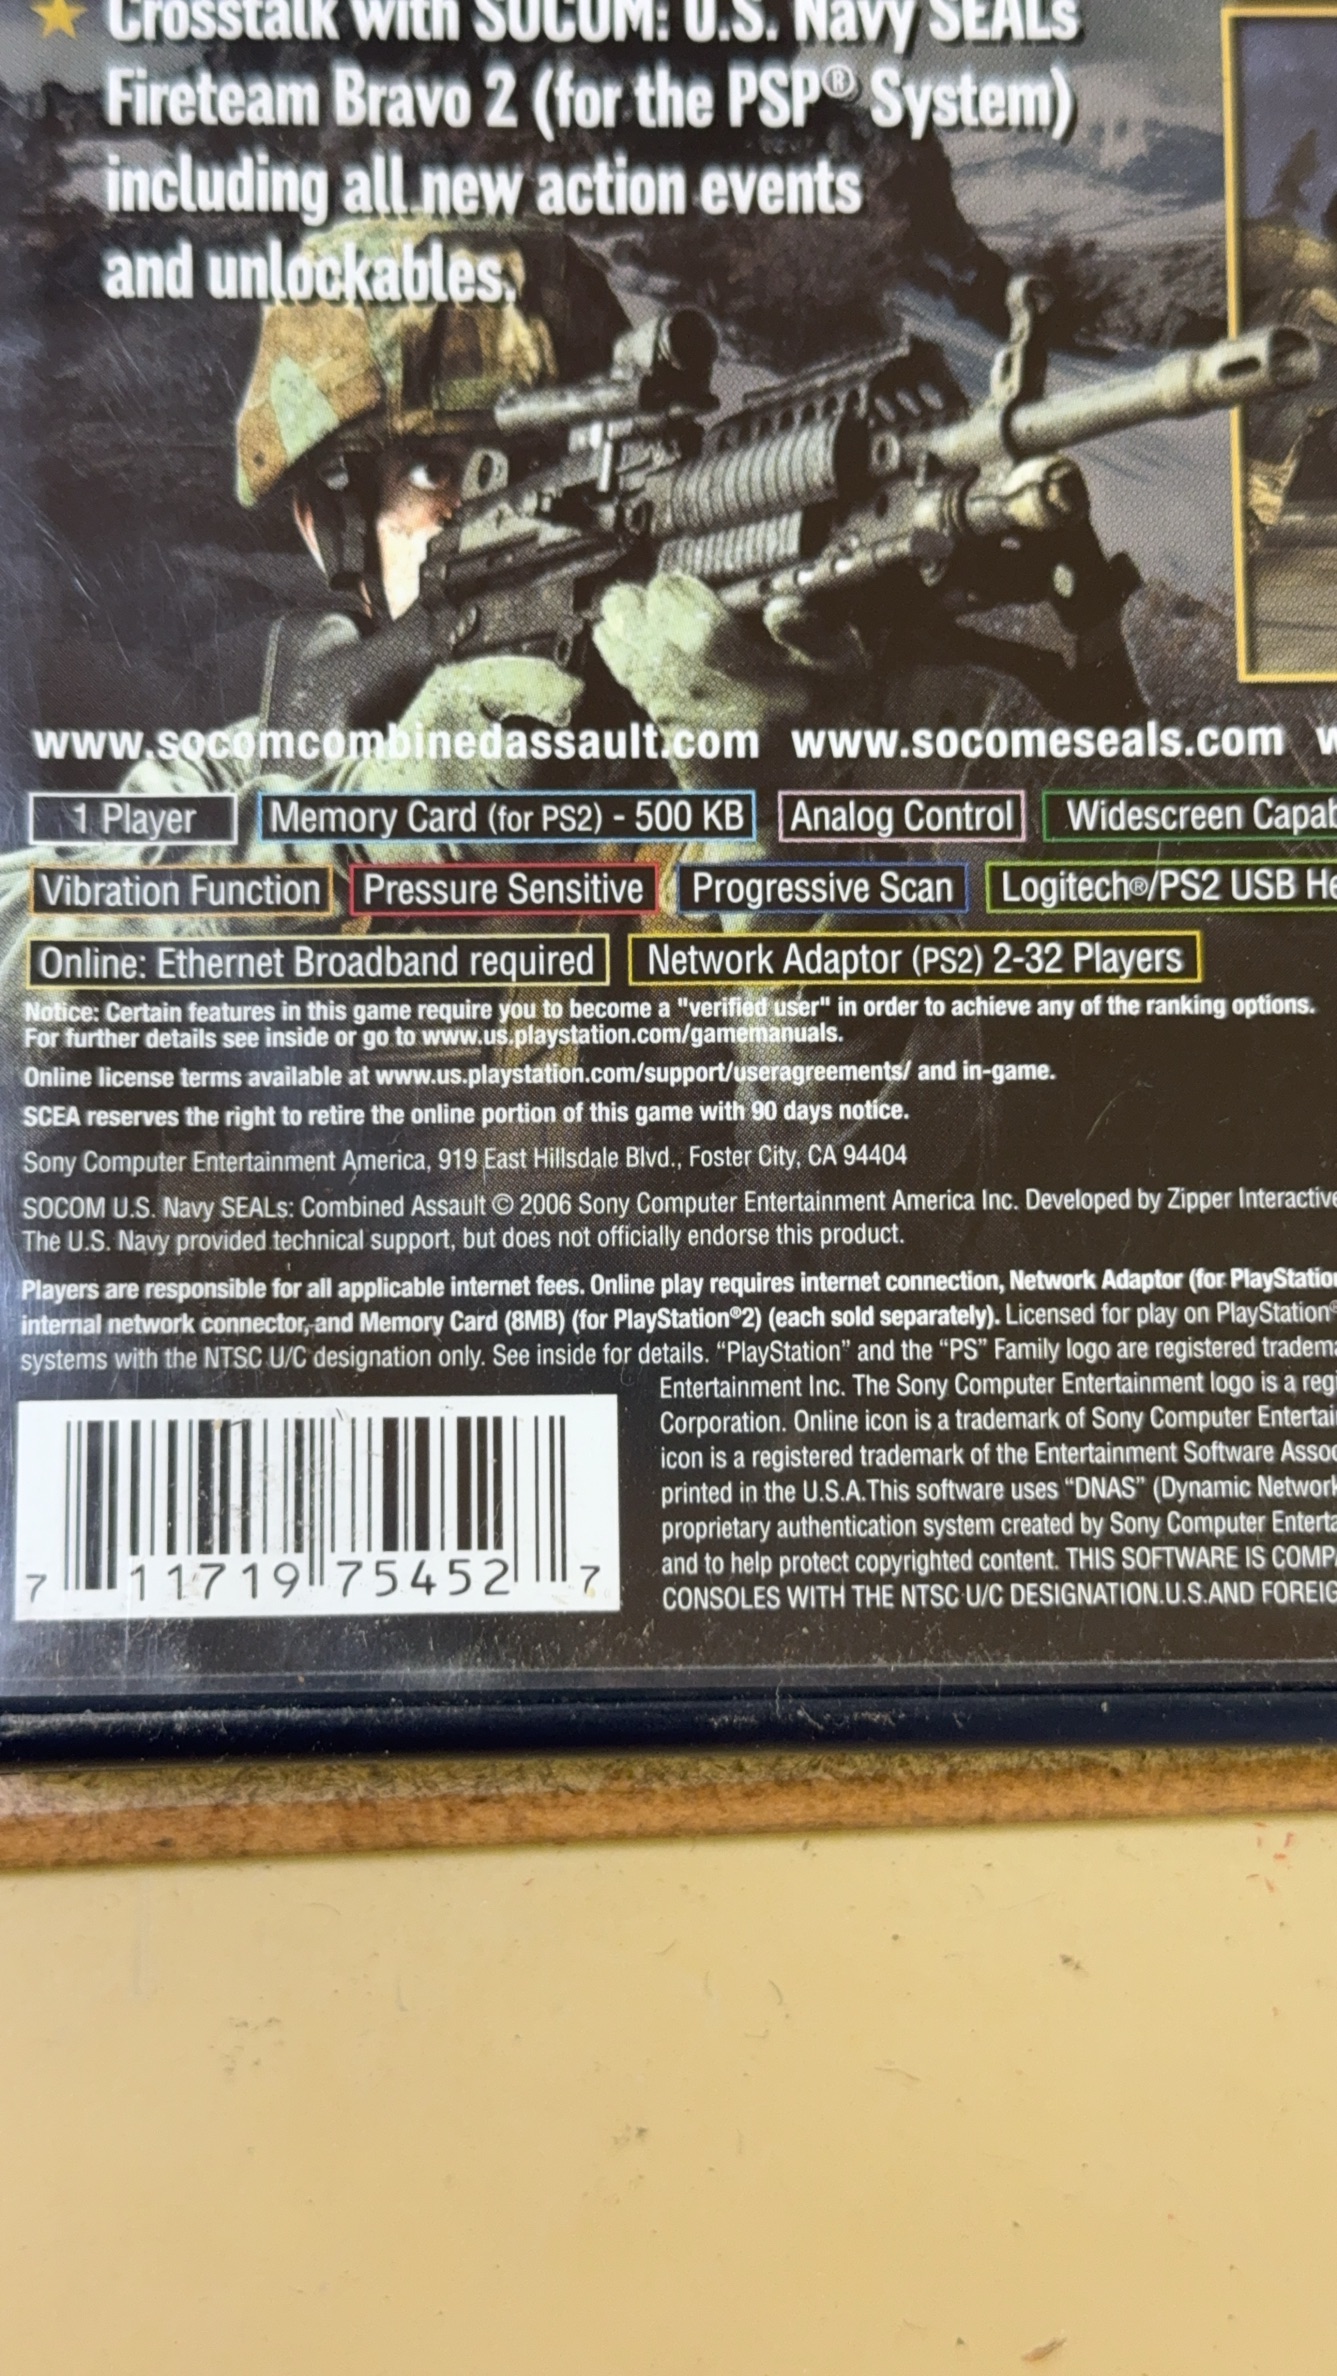 Crosstalk with SOCOM: U.S. Navy SEALs
Fireteam Bravo 2 (for the PSP® System)
including all new action events
and unlockables.
www.socomcombinedassault.com www.socomeseals.com w
1 Player Memory Card (for PS2) - 500 KB Analog Control Widescreen Capab
Vibration Function Pressure Sensitive Progressive Scan Logitech®/PS2 USB He
Online: Ethernet Broadband required Network Adaptor (PS2) 2-32 Players
Notice: Certain features in this game require you to become a "verified user" in order to achieve any of the ranking options.
For further details see inside or go to www.us.playstation.com/gamemanuals.
Online license terms available at www.us.playstation.com/support/useragreements/ and in-game.
SCEA reserves the right to retire the online portion of this game with 90 days notice.
Sony Computer Entertainment America, 919 East Hillsdale Blvd., Foster City, CA 94404
SOCOM U.S. Navy SEALs: Combined Assault © 2006 Sony Computer Entertainment America Inc. Developed by Zipper Interactive
The U.S. Navy provided technical support, but does not officially endorse this product.
Players are responsible for all applicable internet fees. Online play requires internet connection, Network Adaptor (for PlayStation
internal network connector, and Memory Card (8MB) (for PlayStation®2) (each sold separately). Licensed for play on PlayStation®
systems with the NTSC U/C designation only. See inside for details. “PlayStation” and the “PS” Family logo are registered tradema
Entertainment Inc. The Sony Computer Entertainment logo is a regi
Corporation. Online icon is a trademark of Sony Computer Entertai
icon is a registered trademark of the Entertainment Software Assoc
printed in the U.S.A.This software uses “DNAS” (Dynamic Network
proprietary authentication system created by Sony Computer Enterta
and to help protect copyrighted content. THIS SOFTWARE IS COMP
CONSOLES WITH THE NTSC U/C DESIGNATION.U.S.AND FOREIG
7 11719 75452 7